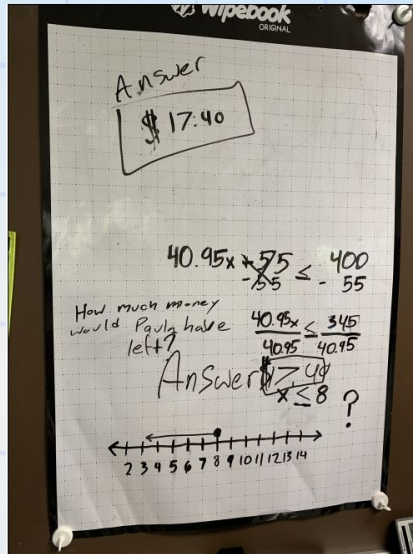 Wipebook
ORIGINAL
Answer
$ 17:40
40.95x + 55 ≤ 400
- 55 - 55
How much money
would Paula have
left?
40.95x ≤ 345
40.95 40.95
Answer $17,40
x ≤ 8 ?
2 3 4 5 6 7 8 9 10 11 12 13 14